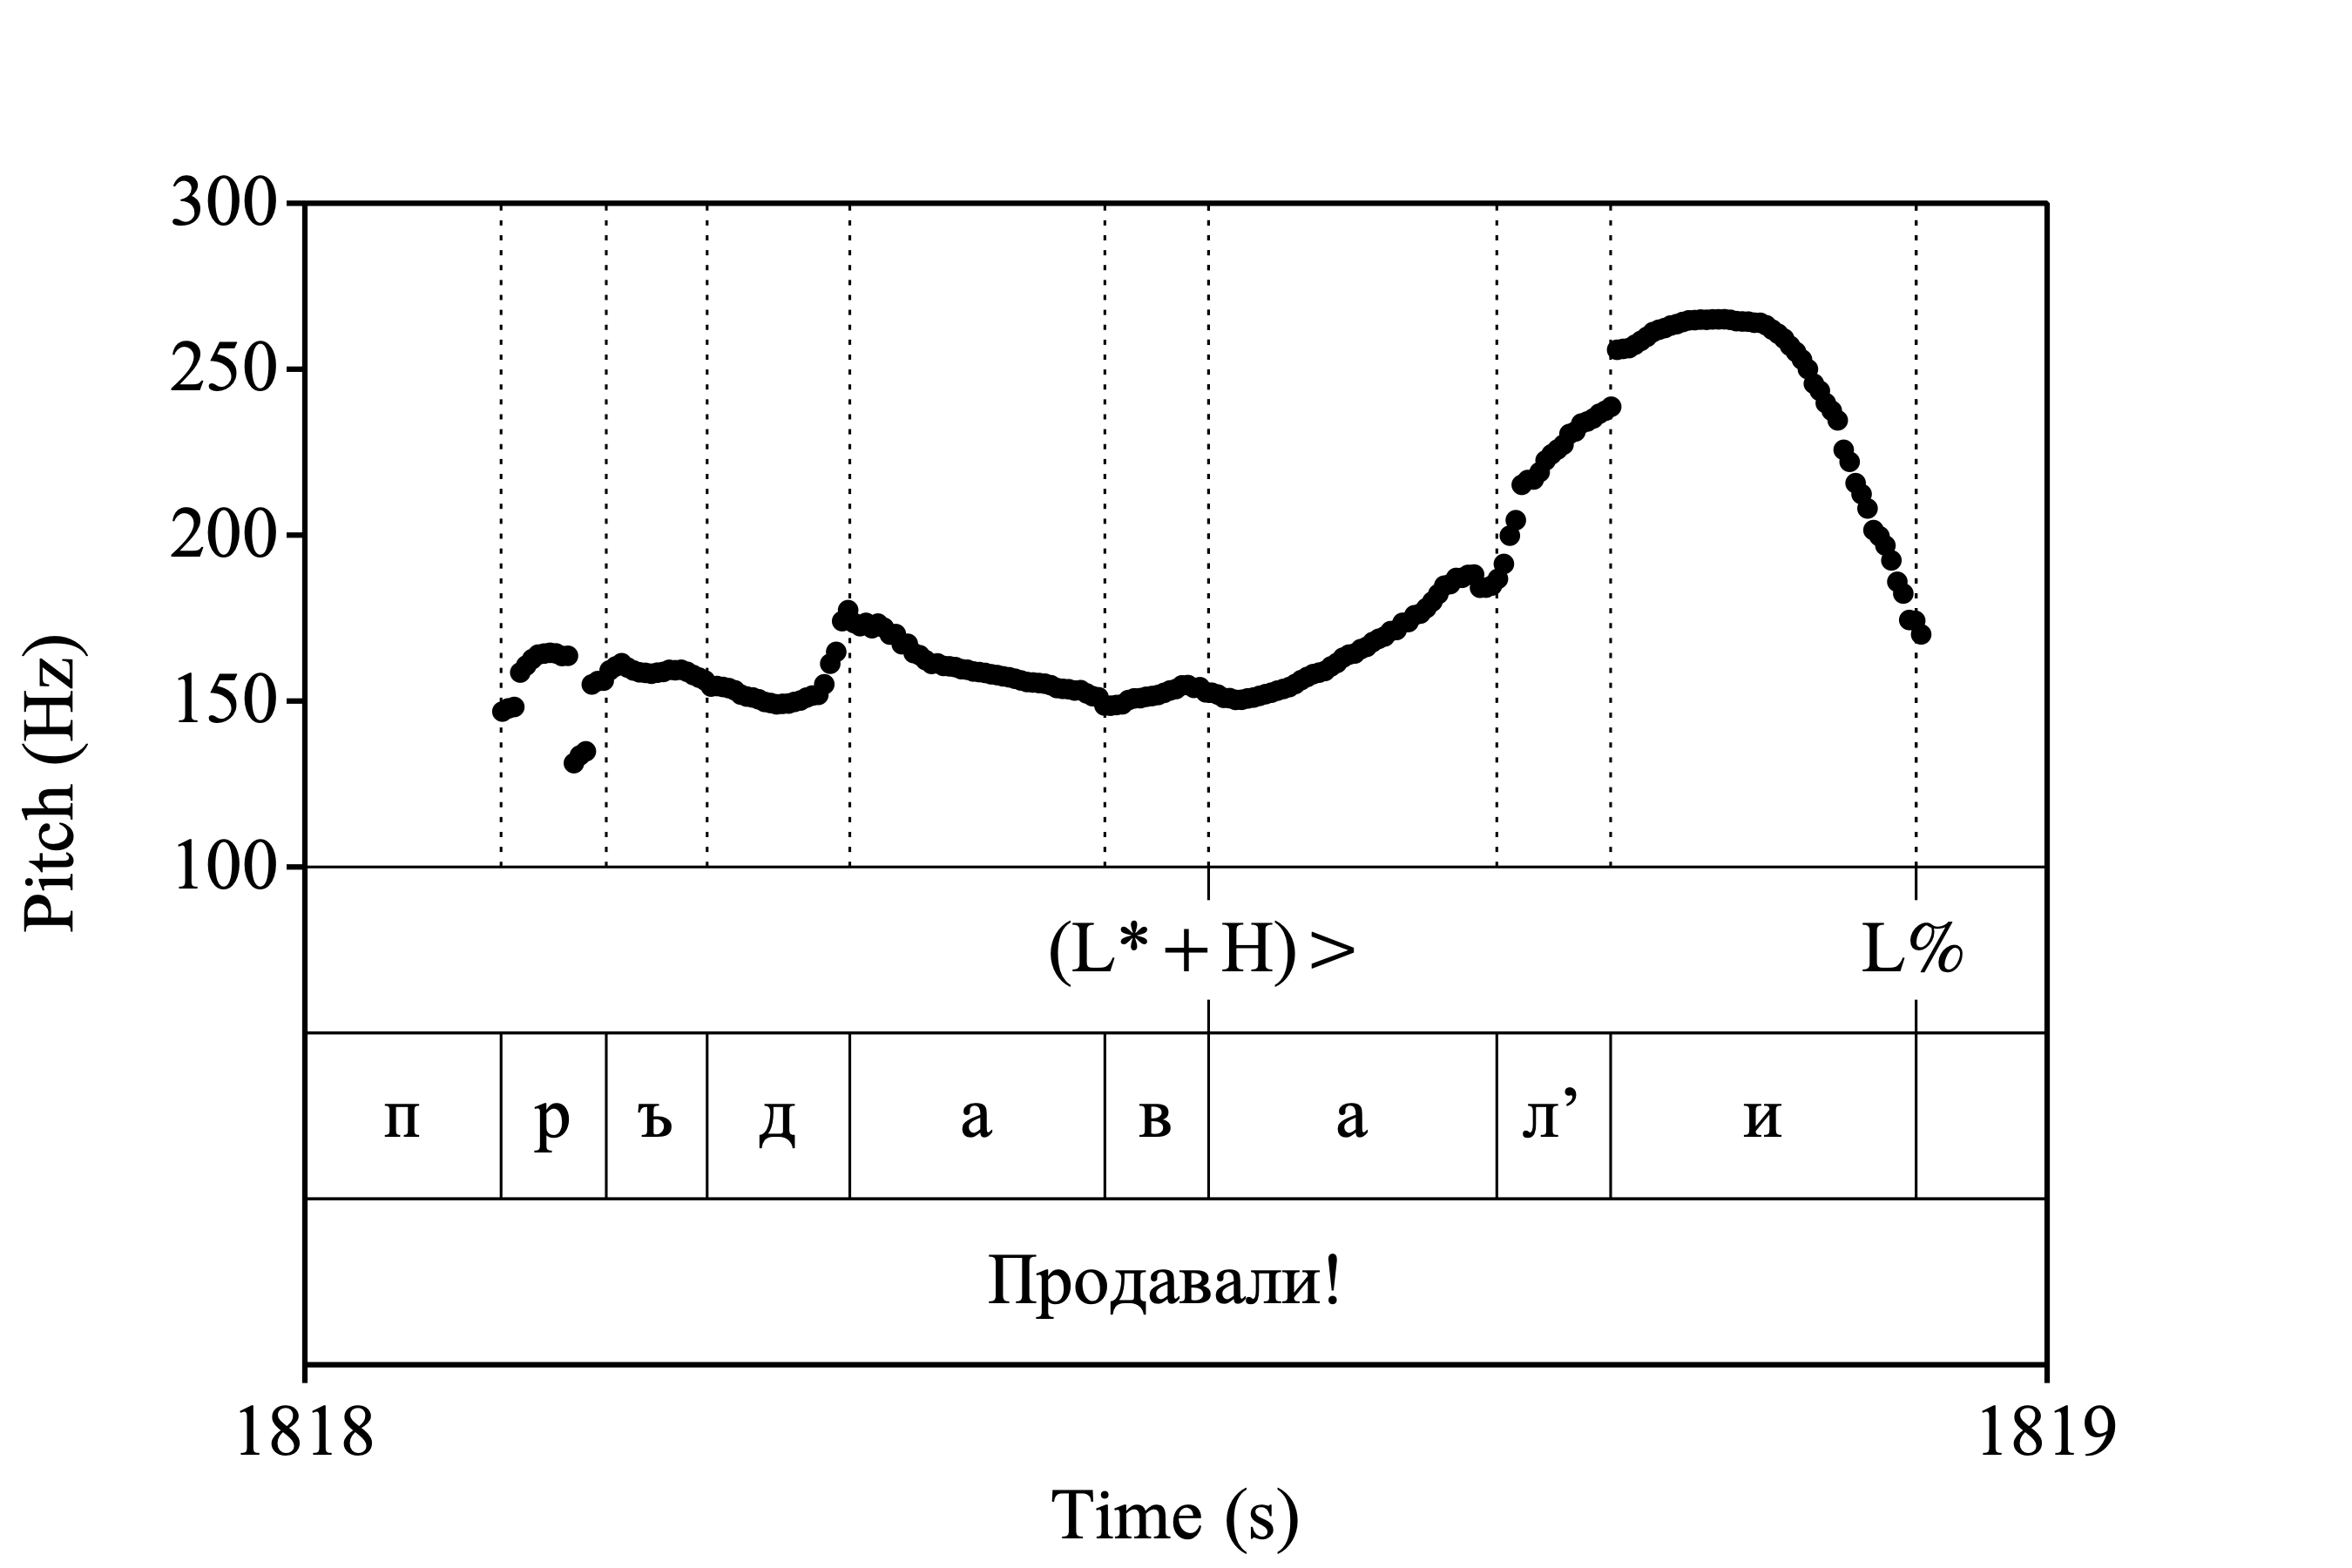 300
250
200
150
100
Pitch (Hz)
(L* + H) > L%
п р ъ д а в а л’ и
Продавали!
1818 1819
Time (s)